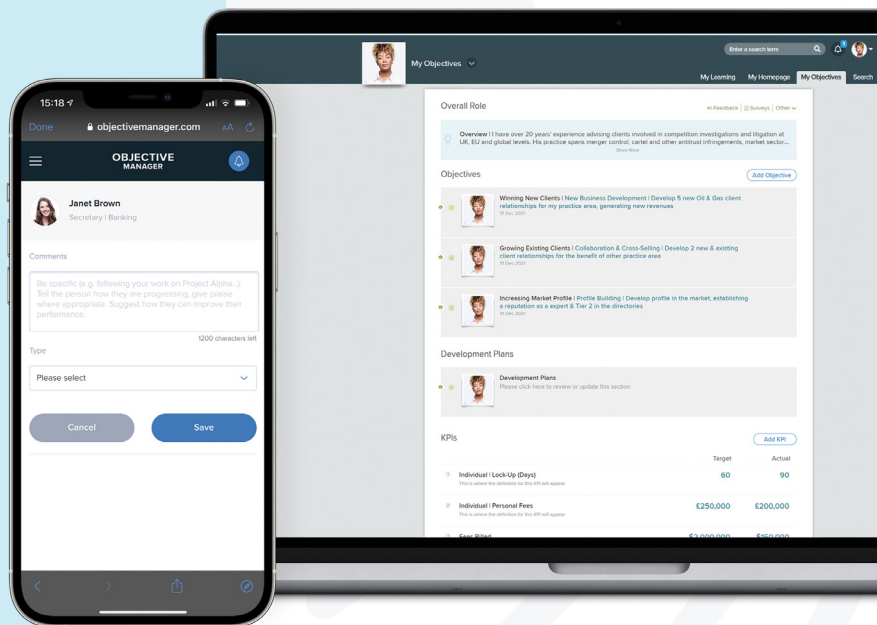 15:18
Done
objectivemanager.com
AA
OBJECTIVE
MANAGER
Janet Brown
Secretary | Banking
Comments
Be specific (e.g. following your work on Project Alpha...).
Tell the person how they are progressing, give praise
where appropriate. Suggest how they can improve their
performance.
1200 characters left
Type
Please select
Cancel
Save
My Objectives
Enter a search term
1
My Learning
My Homepage
My Objectives
Search
Overall Role
Feedback | Surveys | Other
Overview | I have over 20 years' experience advising clients involved in competition investigations and litigation at
UK, EU and global levels. His practice spans merger control, cartel and other antitrust infringements, market sector...
Show More
Objectives
Add Objective
Winning New Clients | New Business Development | Develop 5 new Oil & Gas client
relationships for my practice area, generating new revenues
31 Dec 2021
Growing Existing Clients | Collaboration & Cross-Selling | Develop 2 new & existing
client relationships for the benefit of other practice area
31 Dec 2021
Increasing Market Profile | Profile Building | Develop profile in the market, establishing
a reputation as a expert & Tier 2 in the directories
31 Dec 2021
Development Plans
Development Plans
Please click here to review or update this section
KPIs
Add KPI
Target
Actual
Individual | Lock-Up (Days)
60
90
This is where the definition for this KPI will appear
Individual | Personal Fees
£250,000
£200,000
This is where the definition for this KPI will appear
Fees Billed
$2,000,000
$150,000